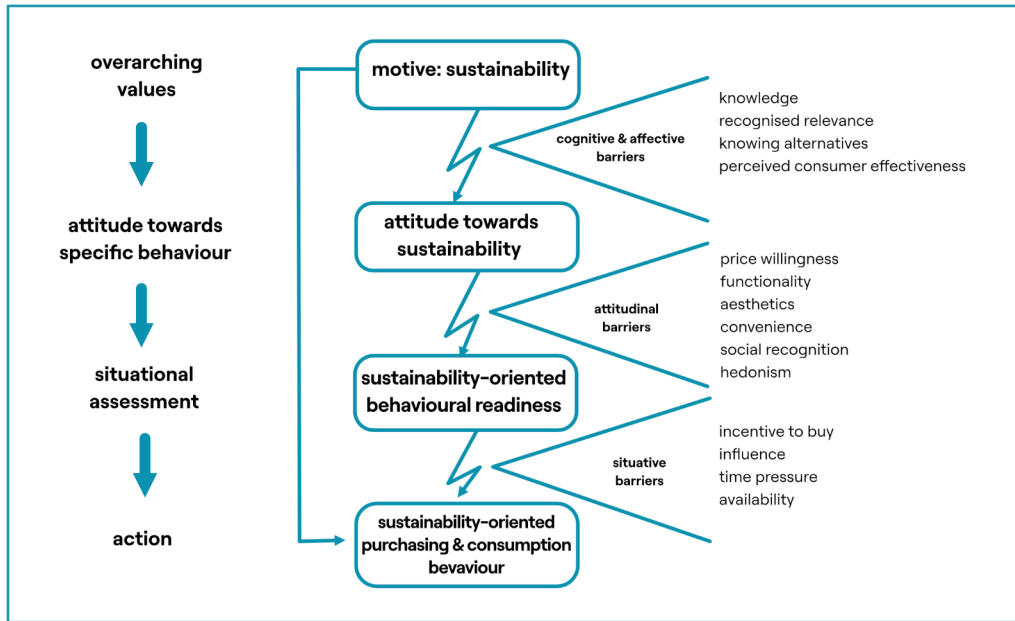 overarching
values
attitude towards
specific behaviour
situational
assessment
action
motive: sustainability
cognitive & affective
barriers
knowledge
recognised relevance
knowing alternatives
perceived consumer effectiveness
attitude towards
sustainability
attitudinal
barriers
price willingness
functionality
aesthetics
convenience
social recognition
hedonism
sustainability-oriented
behavioural readiness
situative
barriers
incentive to buy
influence
time pressure
availability
sustainability-oriented
purchasing & consumption
bevaviour